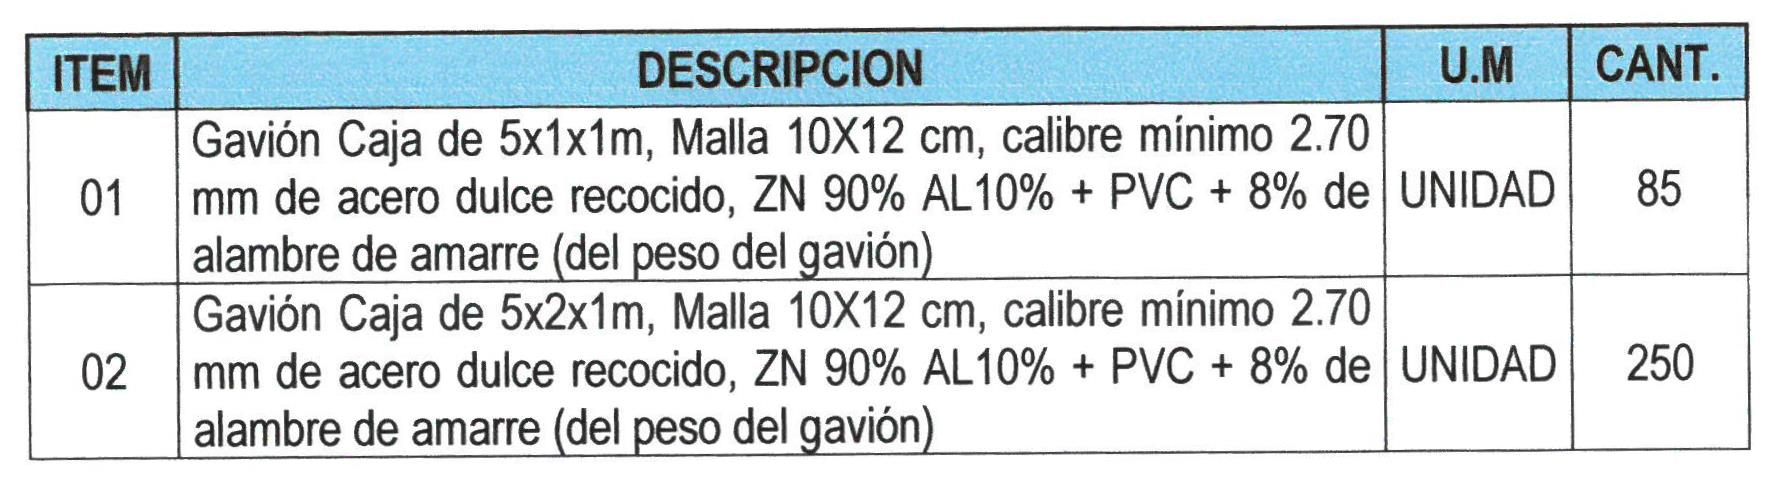 ITEM DESCRIPCION U.M CANT.
Gavión Caja de 5x1x1m, Malla 10X12 cm, calibre mínimo 2.70
01 mm de acero dulce recocido, ZN 90% AL10% + PVC + 8% de UNIDAD 85
alambre de amarre (del peso del gavión)
Gavión Caja de 5x2x1m, Malla 10X12 cm, calibre mínimo 2.70
02 mm de acero dulce recocido, ZN 90% AL10% + PVC + 8% de UNIDAD 250
alambre de amarre (del peso del gavión)